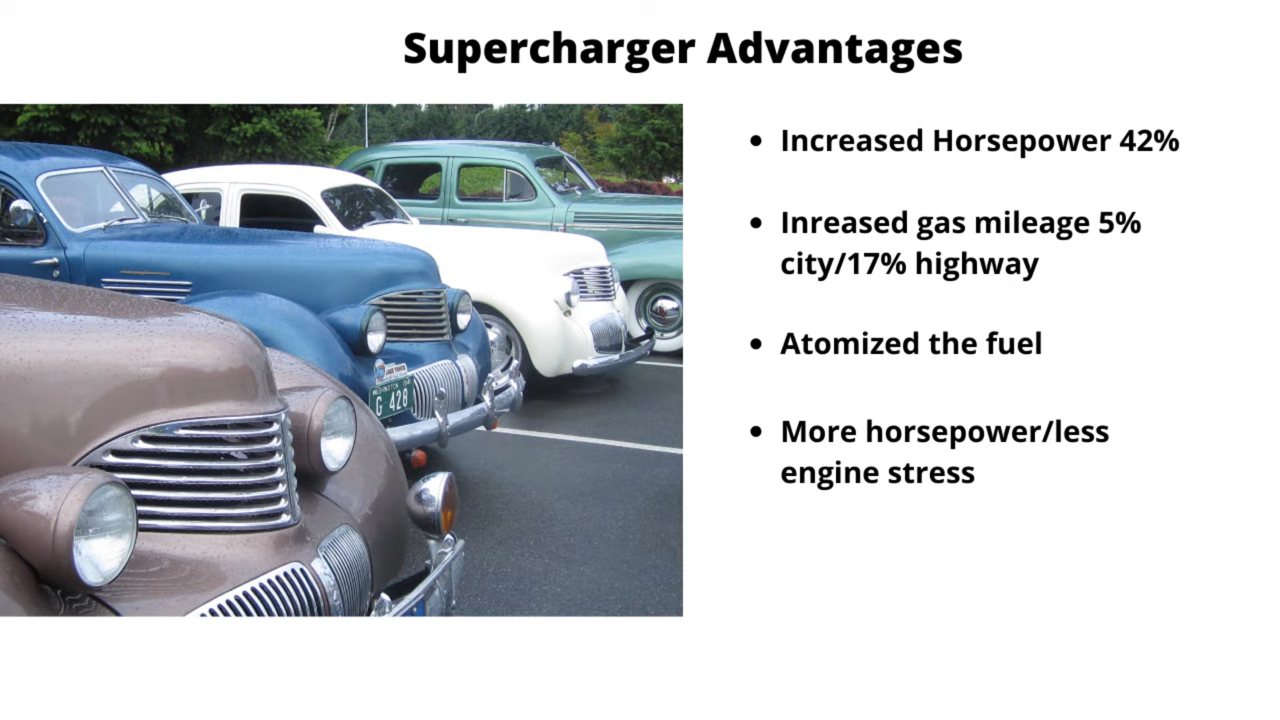 Supercharger Advantages
• Increased Horsepower 42%
• Inreased gas mileage 5%
city/17% highway
• Atomized the fuel
• More horsepower/less
engine stress
G 428